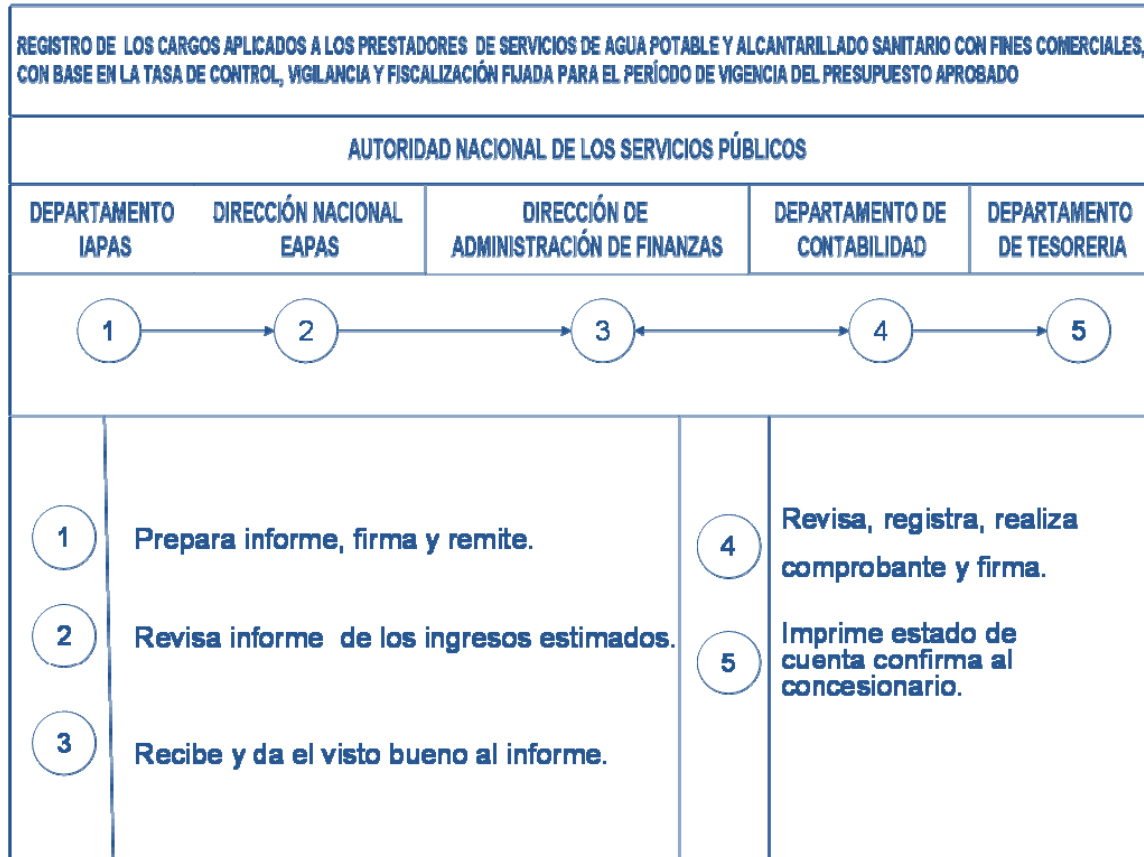 REGISTRO DE LOS CARGOS APLICADOS A LOS PRESTADORES DE SERVICIOS DE AGUA POTABLE Y ALCANTARILLADO SANITARIO CON FINES COMERCIALES,
CON BASE EN LA TASA DE CONTROL, VIGILANCIA Y FISCALIZACIÓN FIJADA PARA EL PERÍODO DE VIGENCIA DEL PRESUPUESTO APROBADO
AUTORIDAD NACIONAL DE LOS SERVICIOS PÚBLICOS
DEPARTAMENTO
IAPAS
DIRECCIÓN NACIONAL
EAPAS
DIRECCIÓN DE
ADMINISTRACIÓN DE FINANZAS
DEPARTAMENTO DE
CONTABILIDAD
DEPARTAMENTO
DE TESORERIA
1
2
3
4
5
1
Prepara informe, firma y remite.
2
Revisa informe de los ingresos estimados.
3
Recibe y da el visto bueno al informe.
4
Revisa, registra, realiza
comprobante y firma.
5
Imprime estado de
cuenta confirma al
concesionario.